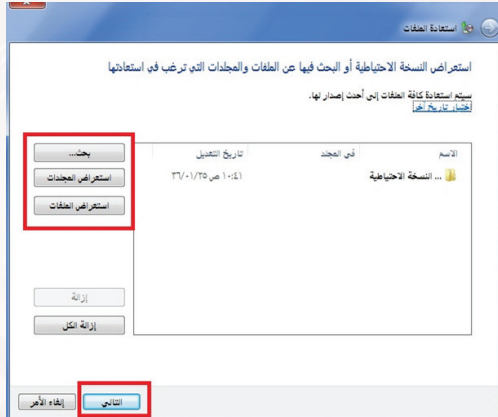 استعادة الملفات
استعراض النسخة الاحتياطية أو البحث فيها عن الملفات والمجلدات التي ترغب في استعادتها
سيتم استعادة كافة الملفات إلى أحدث إصدار لها.
اختيار تاريخ آخر
الاسم في المجلد تاريخ التعديل
... النسخة الاحتياطية ١٠:٤١ ص ٣٦/٠١/٢٥
بحث...
استعراض المجلدات
استعراض الملفات
إزالة
إزالة الكل
التالي إلغاء الأمر